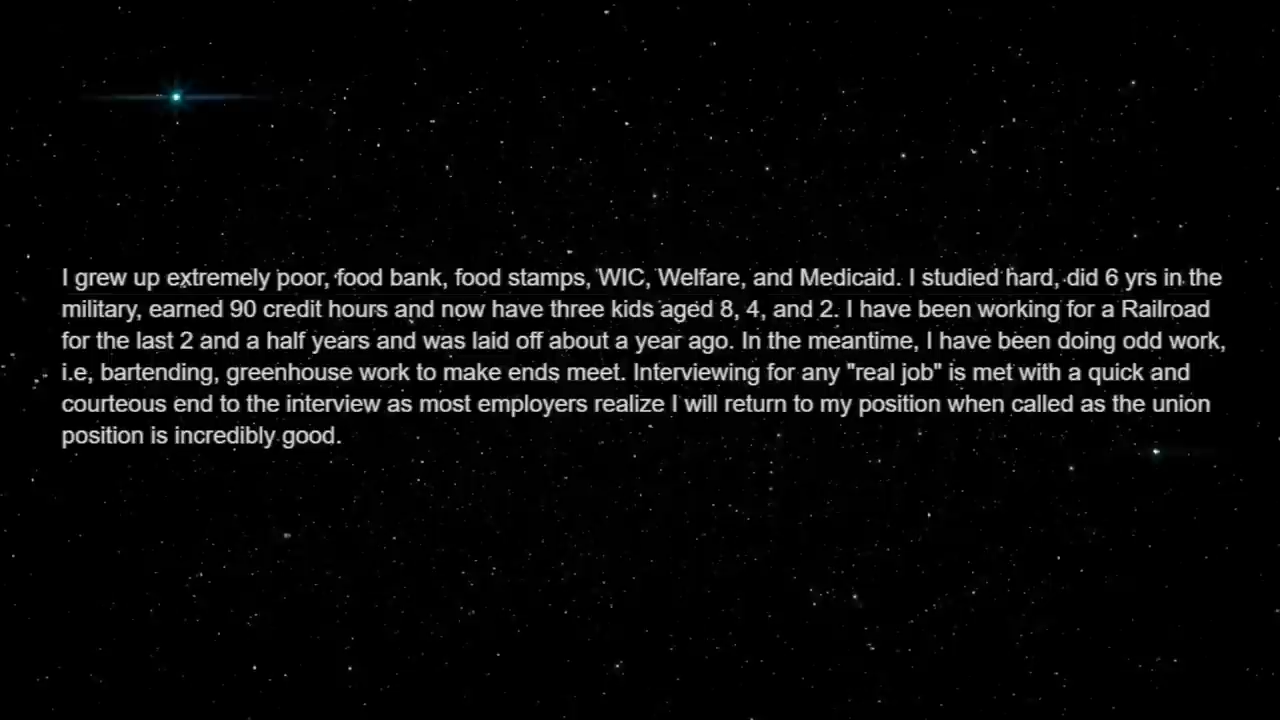 I grew up extremely poor, food bank, food stamps, WIC, Welfare, and Medicaid. I studied hard, did 6 yrs in the
military, earned 90 credit hours and now have three kids aged 8, 4, and 2. I have been working for a Railroad
for the last 2 and a half years and was laid off about a year ago. In the meantime, I have been doing odd work,
i.e, bartending, greenhouse work to make ends meet. Interviewing for any "real job" is met with a quick and
courteous end to the interview as most employers realize I will return to my position when called as the union
position is incredibly good.